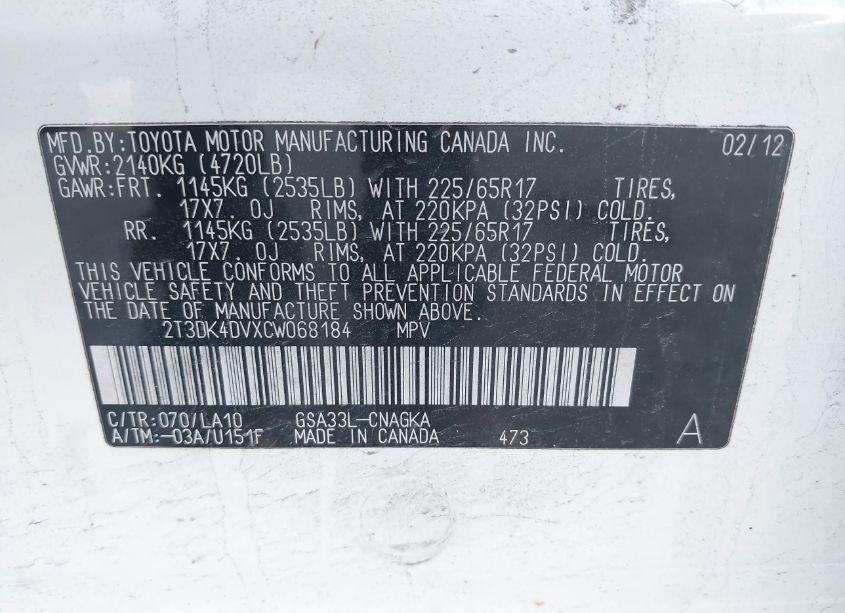 MFD.BY:TOYOTA MOTOR MANUFACTURING CANADA INC. 02/12
GVWR:2140KG (4720LB)
GAWR:FRT. 1145KG (2535LB) WITH 225/65R17 TIRES,
17X7.0J RIMS, AT 220KPA (32PSI) COLD.
RR. 1145KG (2535LB) WITH 225/65R17 TIRES,
17X7.0J RIMS, AT 220KPA (32PSI) COLD.
THIS VEHICLE CONFORMS TO ALL APPLICABLE FEDERAL MOTOR
VEHICLE SAFETY AND THEFT PREVENTION STANDARDS IN EFFECT ON
THE DATE OF MANUFACTURE SHOWN ABOVE.
2T3DK4DVXCW068184 MPV
C/TR:070/LA10 GSA33L-CNAGKA
A/TM:-03A/U151F MADE IN CANADA 473 A